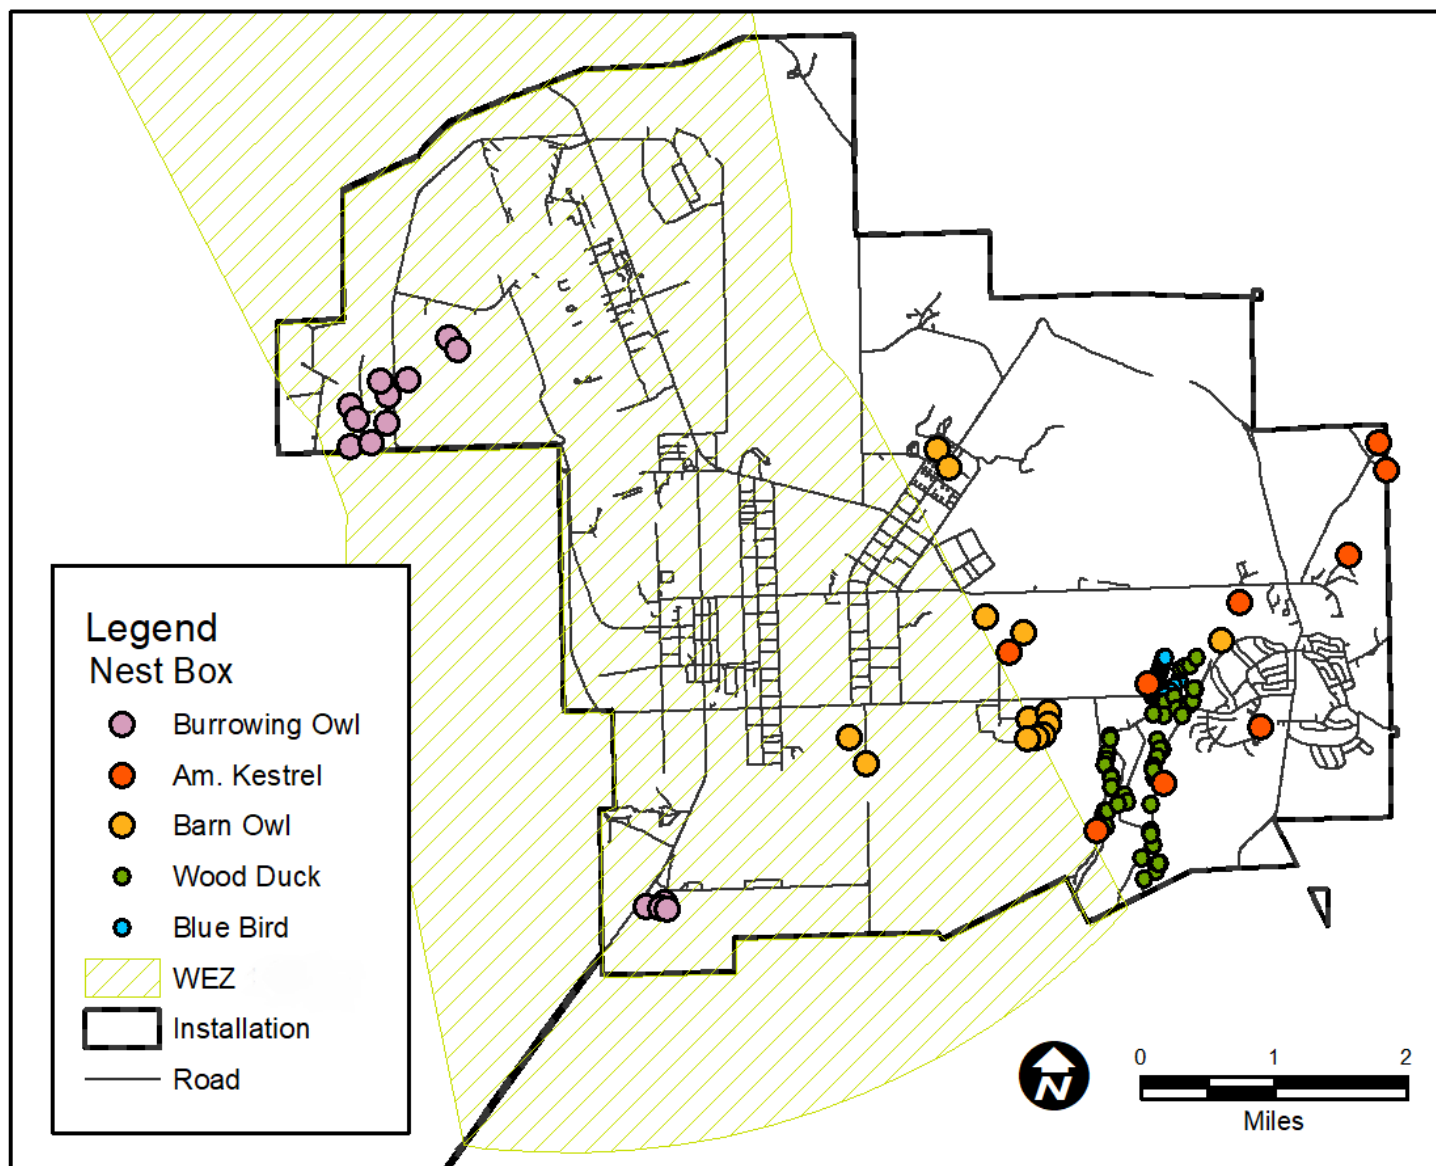 Legend
Nest Box
Burrowing Owl
Am. Kestrel
Barn Owl
Wood Duck
Blue Bird
WEZ
Installation
Road
N
0 1 2
Miles